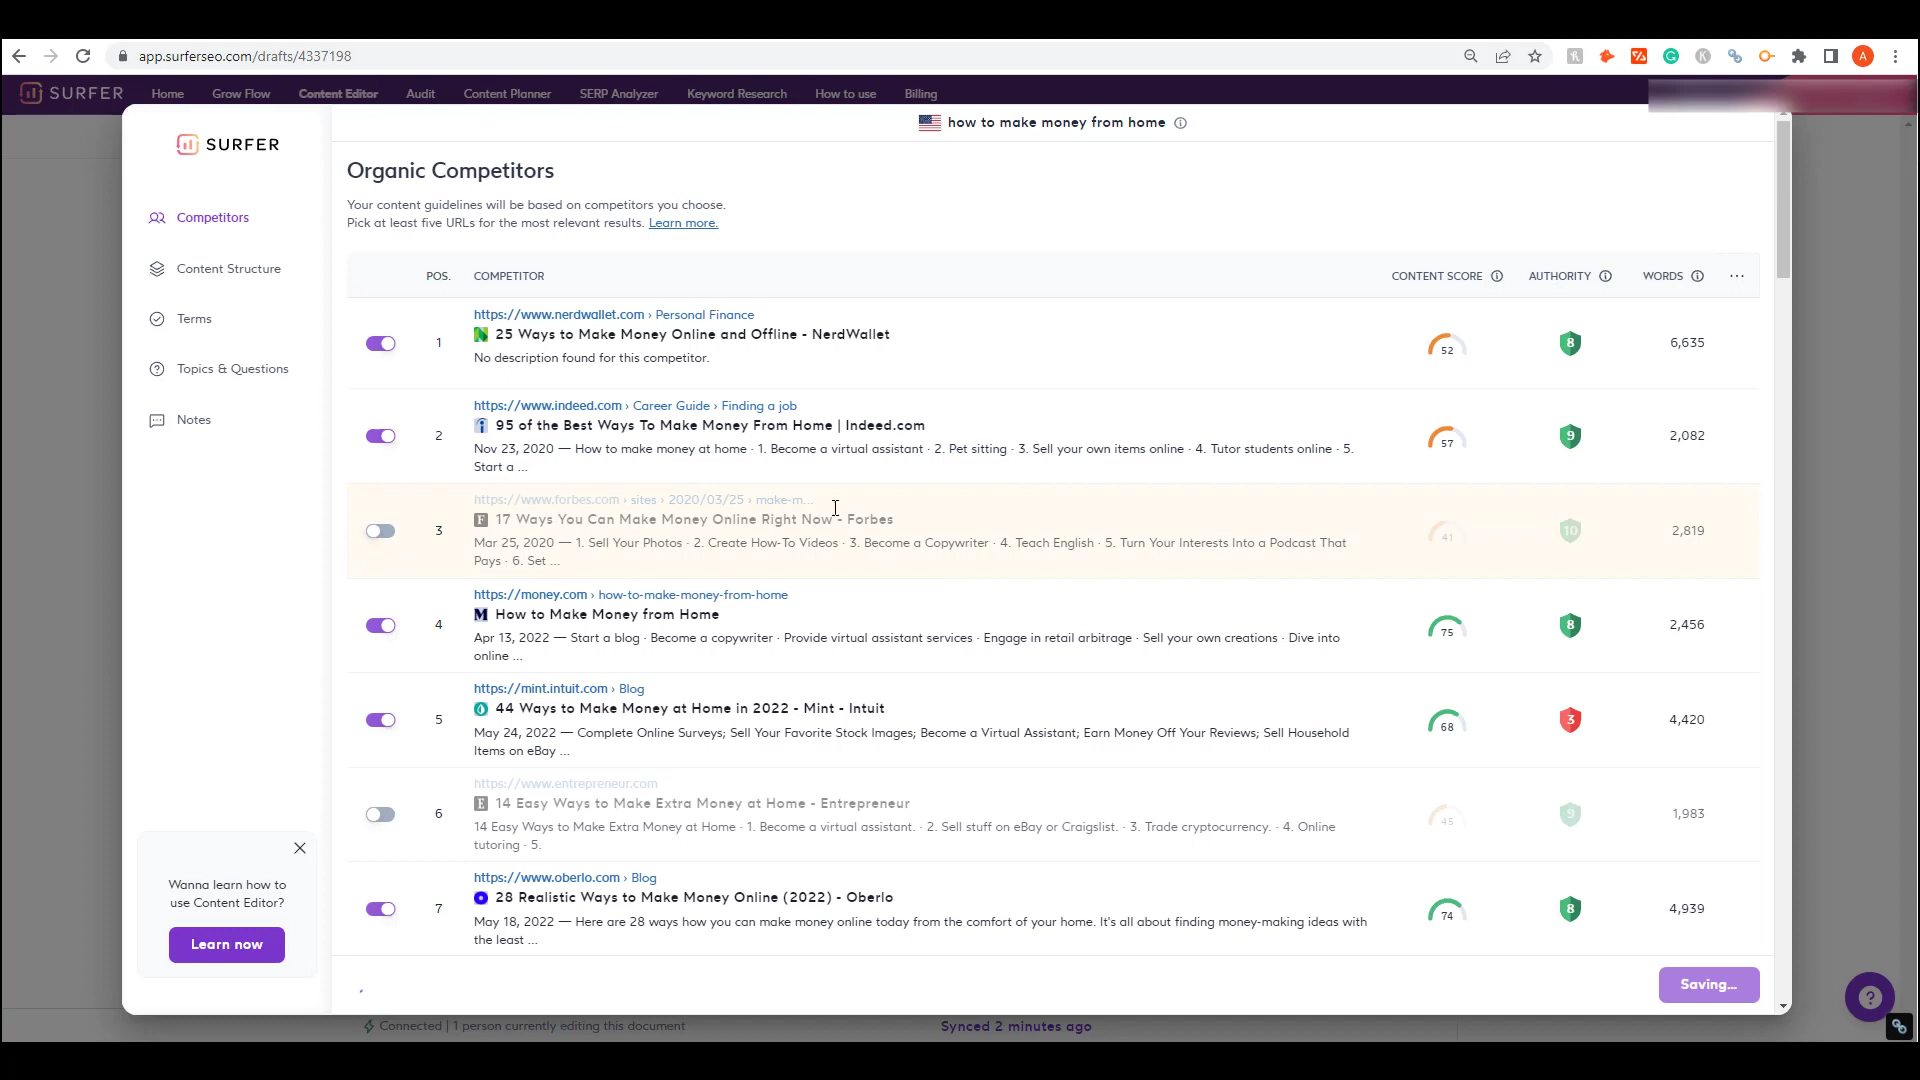 app.surferseo.com/drafts/4337198
A
SURFER
Home
Grow Flow
Content Editor
Audit
Content Planner
SERP Analyzer
Keyword Research
How to use
Billing
SURFER
how to make money from home
Competitors
Content Structure
Terms
Topics & Questions
Notes
Wanna learn how to
use Content Editor?
Learn now
Organic Competitors
Your content guidelines will be based on competitors you choose.
Pick at least five URLs for the most relevant results. Learn more.
POS. COMPETITOR CONTENT SCORE AUTHORITY WORDS
https://www.nerdwallet.com › Personal Finance
1 25 Ways to Make Money Online and Offline - NerdWallet 52 8 6,635
No description found for this competitor.
https://www.indeed.com › Career Guide › Finding a job
2 95 of the Best Ways To Make Money From Home | Indeed.com 57 9 2,082
Nov 23, 2020 — How to make money at home · 1. Become a virtual assistant · 2. Pet sitting · 3. Sell your own items online · 4. Tutor students online · 5.
Start a ...
https://www.forbes.com › sites › 2020/03/25 › make-m...
3 17 Ways You Can Make Money Online Right Now - Forbes 41 10 2,819
Mar 25, 2020 — 1. Sell Your Photos · 2. Create How-To Videos · 3. Become a Copywriter · 4. Teach English · 5. Turn Your Interests Into a Podcast That
Pays · 6. Set ...
https://money.com › how-to-make-money-from-home
4 How to Make Money from Home 75 8 2,456
Apr 13, 2022 — Start a blog · Become a copywriter · Provide virtual assistant services · Engage in retail arbitrage · Sell your own creations · Dive into
online ...
https://mint.intuit.com › Blog
5 44 Ways to Make Money at Home in 2022 - Mint - Intuit 68 3 4,420
May 24, 2022 — Complete Online Surveys; Sell Your Favorite Stock Images; Become a Virtual Assistant; Earn Money Off Your Reviews; Sell Household
Items on eBay ...
https://www.entrepreneur.com
6 14 Easy Ways to Make Extra Money at Home - Entrepreneur 45 9 1,983
14 Easy Ways to Make Extra Money at Home · 1. Become a virtual assistant. · 2. Sell stuff on eBay or Craigslist. · 3. Trade cryptocurrency. · 4. Online
tutoring · 5.
https://www.oberlo.com › Blog
7 28 Realistic Ways to Make Money Online (2022) - Oberlo 74 8 4,939
May 18, 2022 — Here are 28 ways how you can make money online today from the comfort of your home. It's all about finding money-making ideas with
the least ...
Saving...
Connected | 1 person currently editing this document
Synced 2 minutes ago